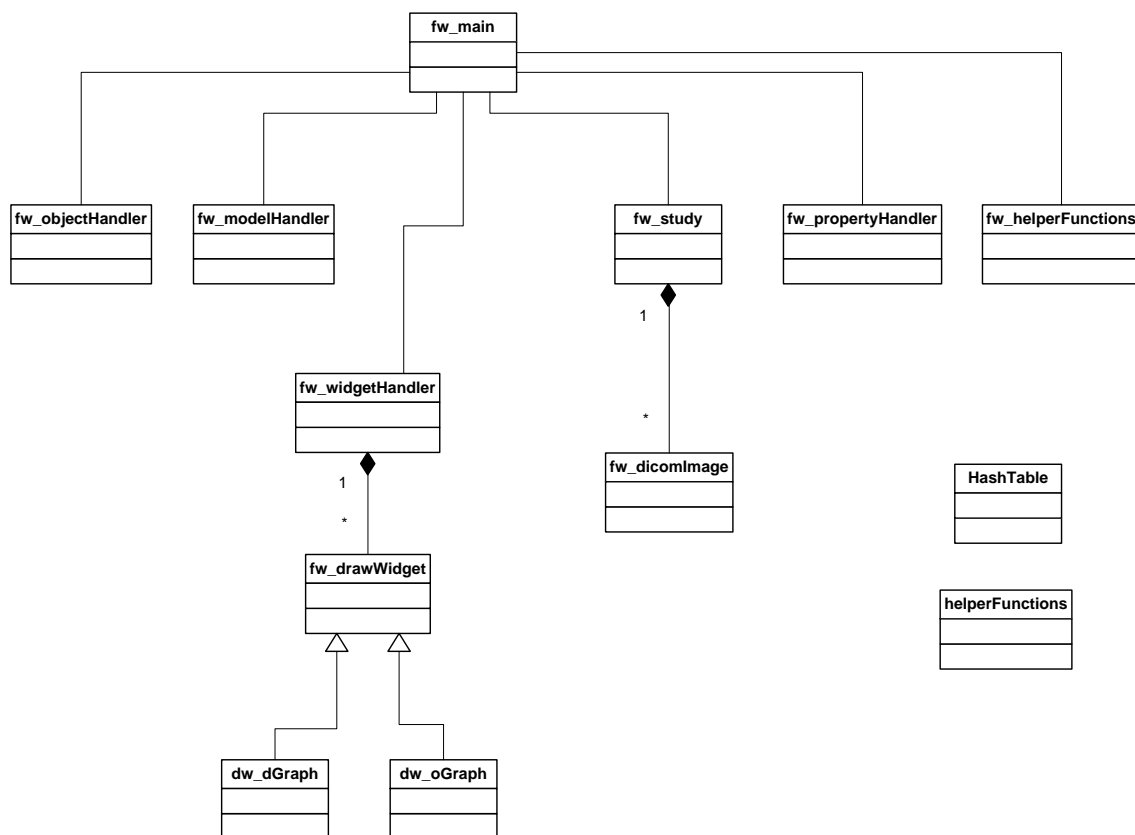 fw_main
fw_objectHandler
fw_modelHandler
fw_study
fw_propertyHandler
fw_helperFunctions
1
fw_widgetHandler
*
fw_dicomImage
HashTable
1
*
fw_drawWidget
helperFunctions
dw_dGraph
dw_oGraph